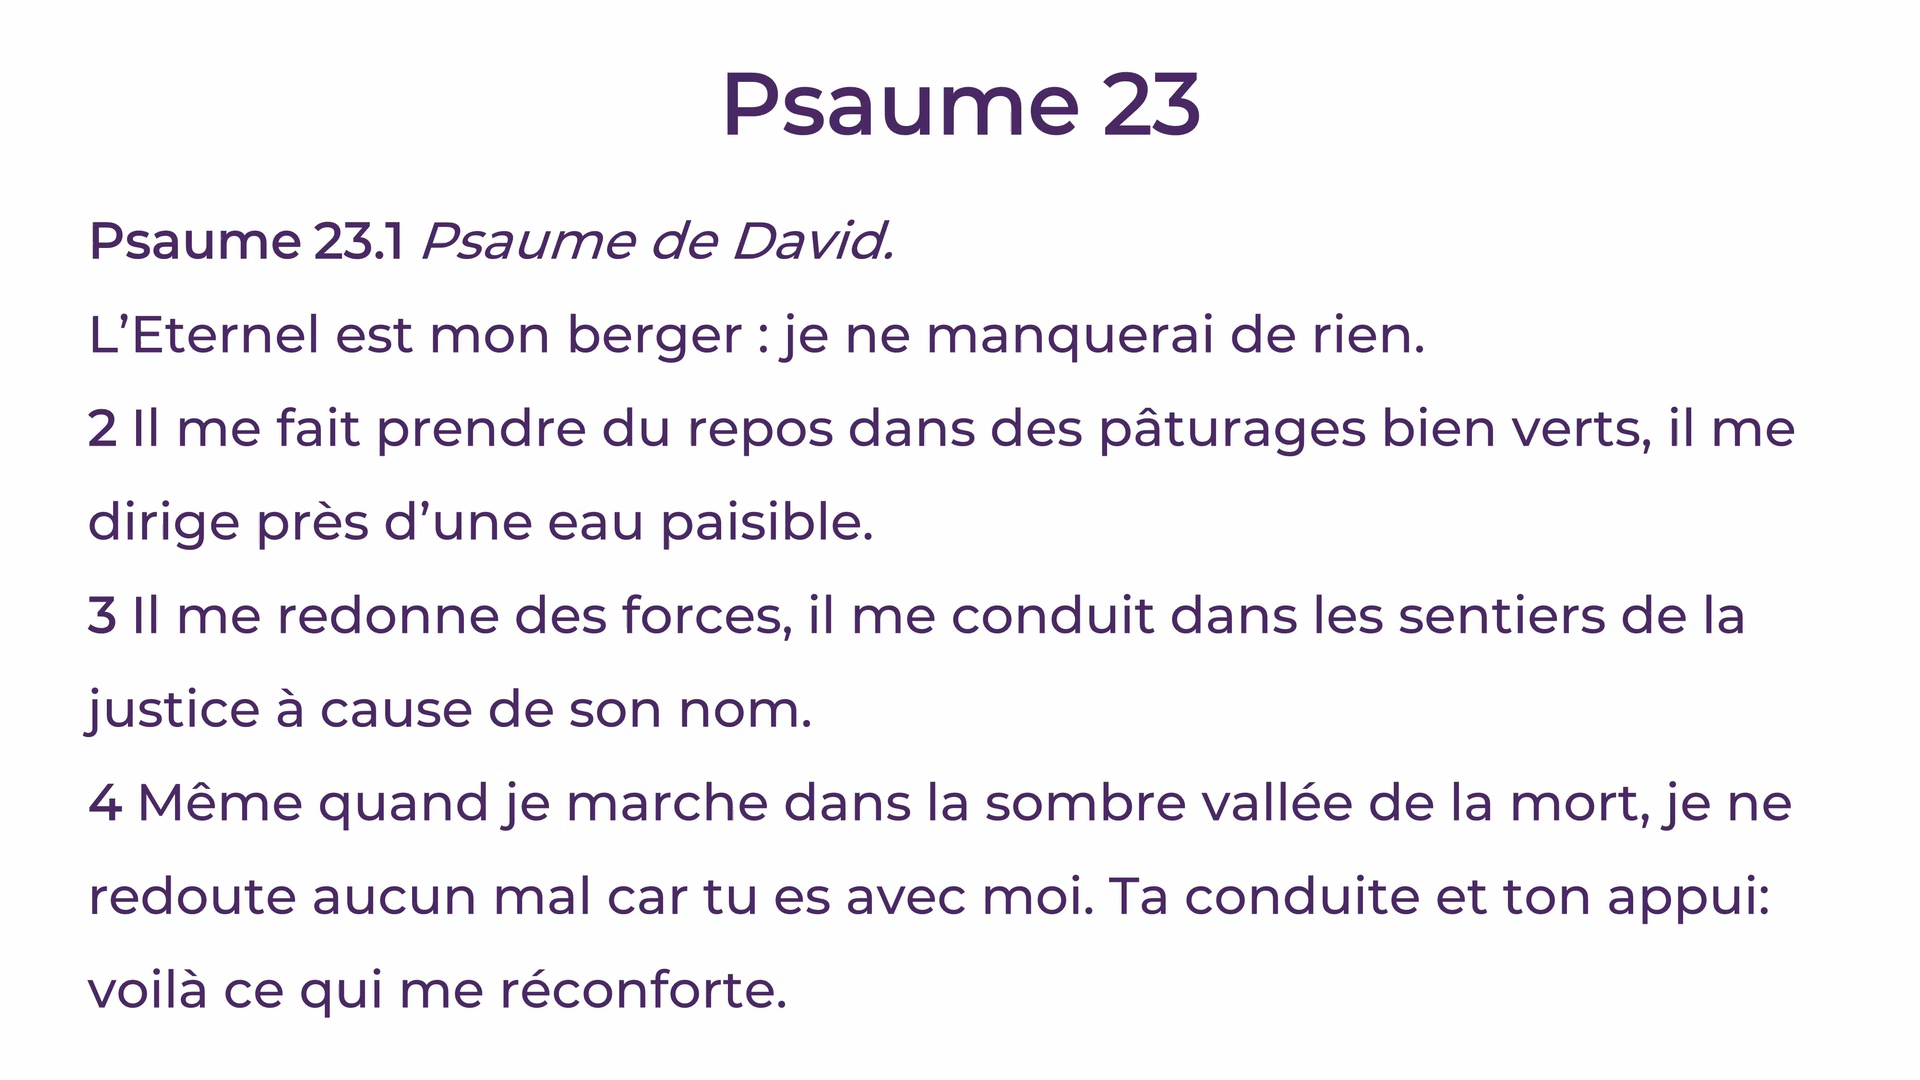 Psaume 23
Psaume 23.1 Psaume de David.
L’Eternel est mon berger : je ne manquerai de rien.
2 Il me fait prendre du repos dans des pâturages bien verts, il me
dirige près d’une eau paisible.
3 Il me redonne des forces, il me conduit dans les sentiers de la
justice à cause de son nom.
4 Même quand je marche dans la sombre vallée de la mort, je ne
redoute aucun mal car tu es avec moi. Ta conduite et ton appui:
voilà ce qui me réconforte.